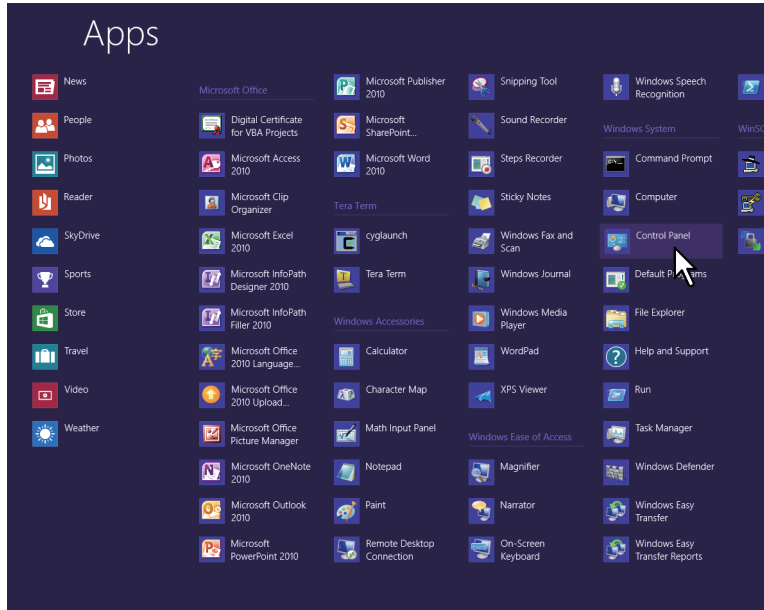 Apps
News
People
Photos
Reader
SkyDrive
Sports
Store
Travel
Video
Weather
Microsoft Office
Digital Certificate
for VBA Projects
Microsoft Access
2010
Microsoft Clip
Organizer
Microsoft Excel
2010
Microsoft InfoPath
Designer 2010
Microsoft InfoPath
Filler 2010
Microsoft Office
2010 Language...
Microsoft Office
2010 Upload...
Microsoft Office
Picture Manager
Microsoft OneNote
2010
Microsoft Outlook
2010
Microsoft
PowerPoint 2010
Microsoft Publisher
2010
Microsoft
SharePoint...
Microsoft Word
2010
Tera Term
cyglaunch
Tera Term
Windows Accessories
Calculator
Character Map
Math Input Panel
Notepad
Paint
Remote Desktop
Connection
Snipping Tool
Sound Recorder
Steps Recorder
Sticky Notes
Windows Fax and
Scan
Windows Journal
Windows Media
Player
WordPad
XPS Viewer
Windows Ease of Access
Magnifier
Narrator
On-Screen
Keyboard
Windows Speech
Recognition
Windows System
Command Prompt
Computer
Control Panel
Default Programs
File Explorer
Help and Support
Run
Task Manager
Windows Defender
Windows Easy
Transfer
Windows Easy
Transfer Reports